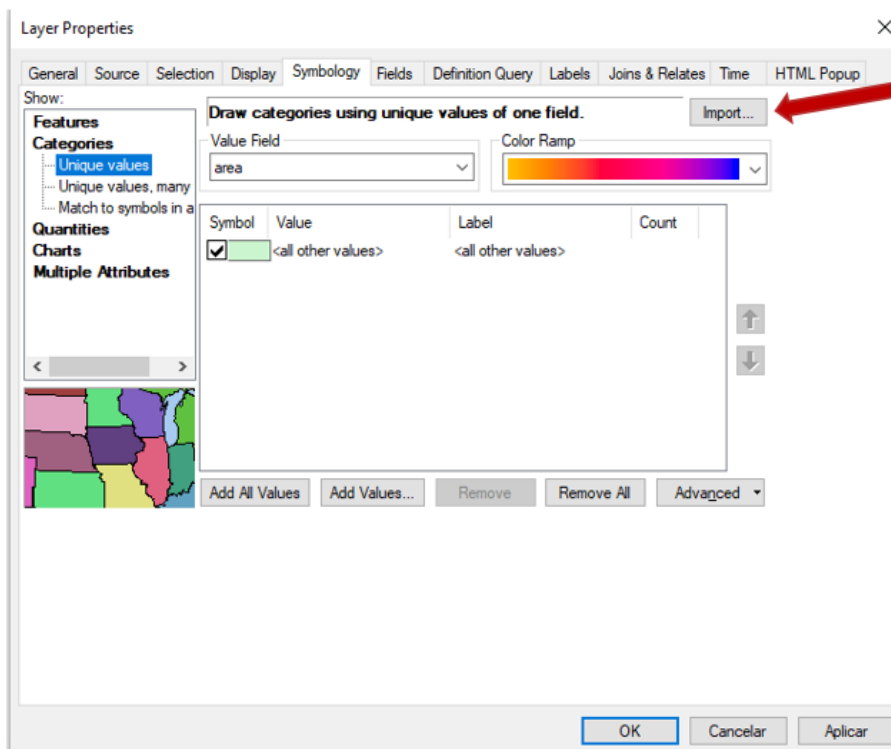 Layer Properties
General Source Selection Display Symbology Fields Definition Query Labels Joins & Relates Time HTML Popup
Show:
Features
Categories
Unique values
Unique values, many
Match to symbols in a
Quantities
Charts
Multiple Attributes
Draw categories using unique values of one field.
Import...
Value Field
area
Color Ramp
Symbol Value Label Count
<all other values> <all other values>
Add All Values Add Values... Remove Remove All Advanced
OK Cancelar Aplicar